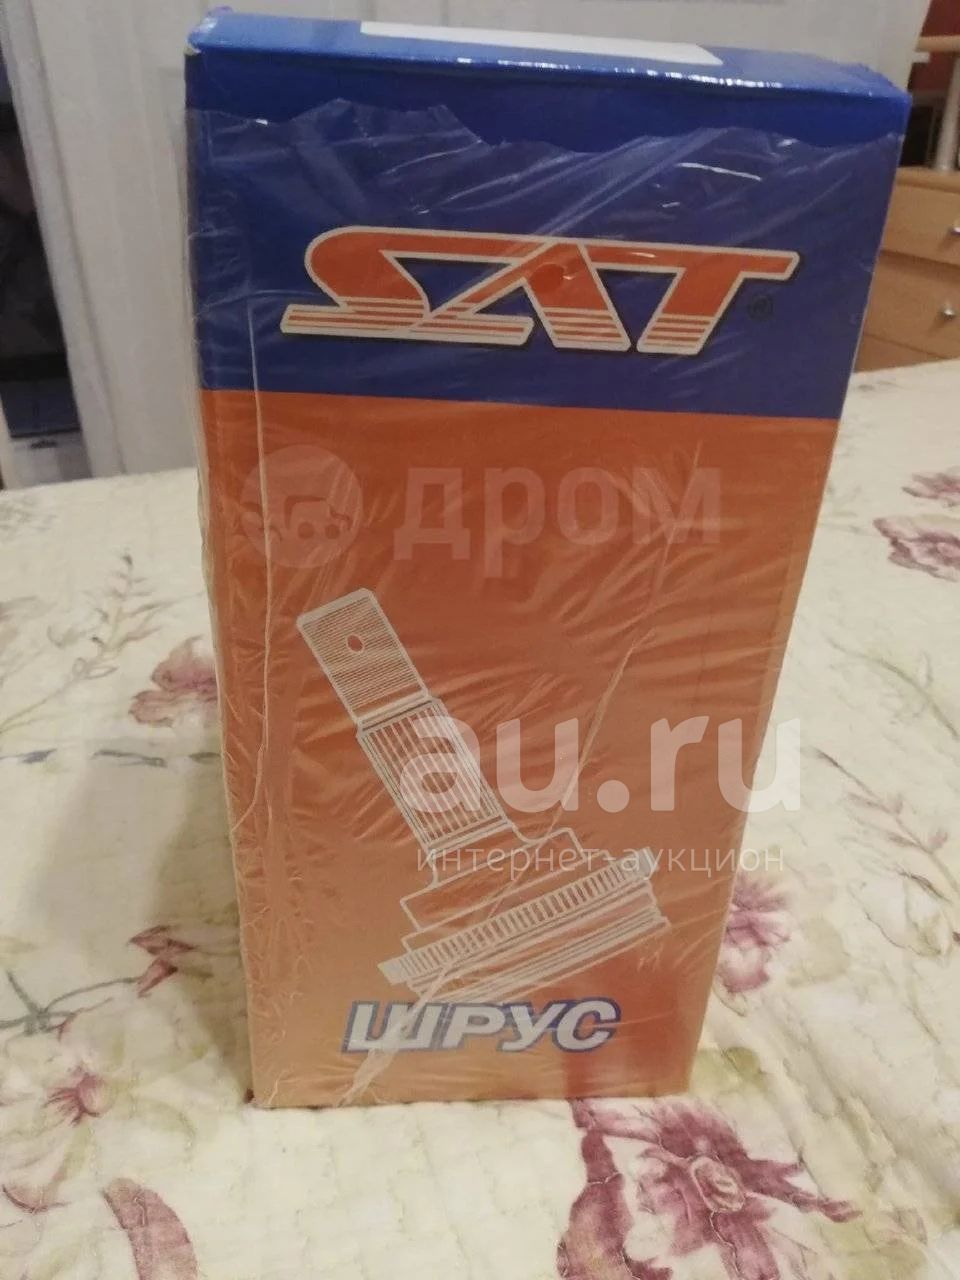 SAT
®
дром
au.ru
интернет-аукцион
ШРУС